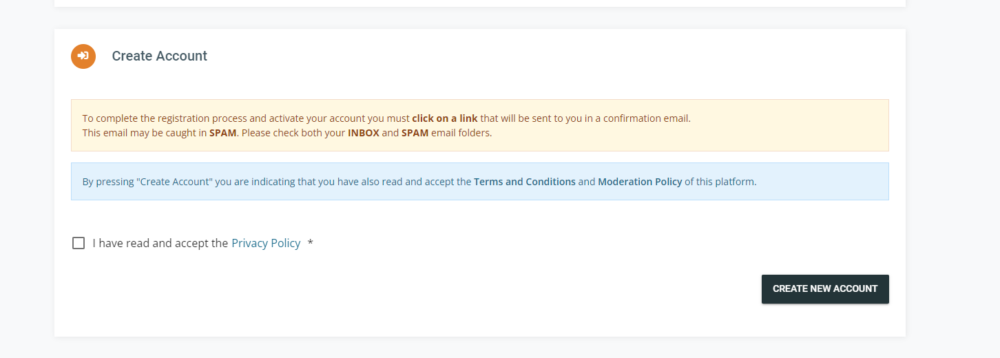 Create Account
To complete the registration process and activate your account you must click on a link that will be sent to you in a confirmation email.
This email may be caught in SPAM. Please check both your INBOX and SPAM email folders.
By pressing "Create Account" you are indicating that you have also read and accept the Terms and Conditions and Moderation Policy of this platform.
I have read and accept the Privacy Policy *
CREATE NEW ACCOUNT